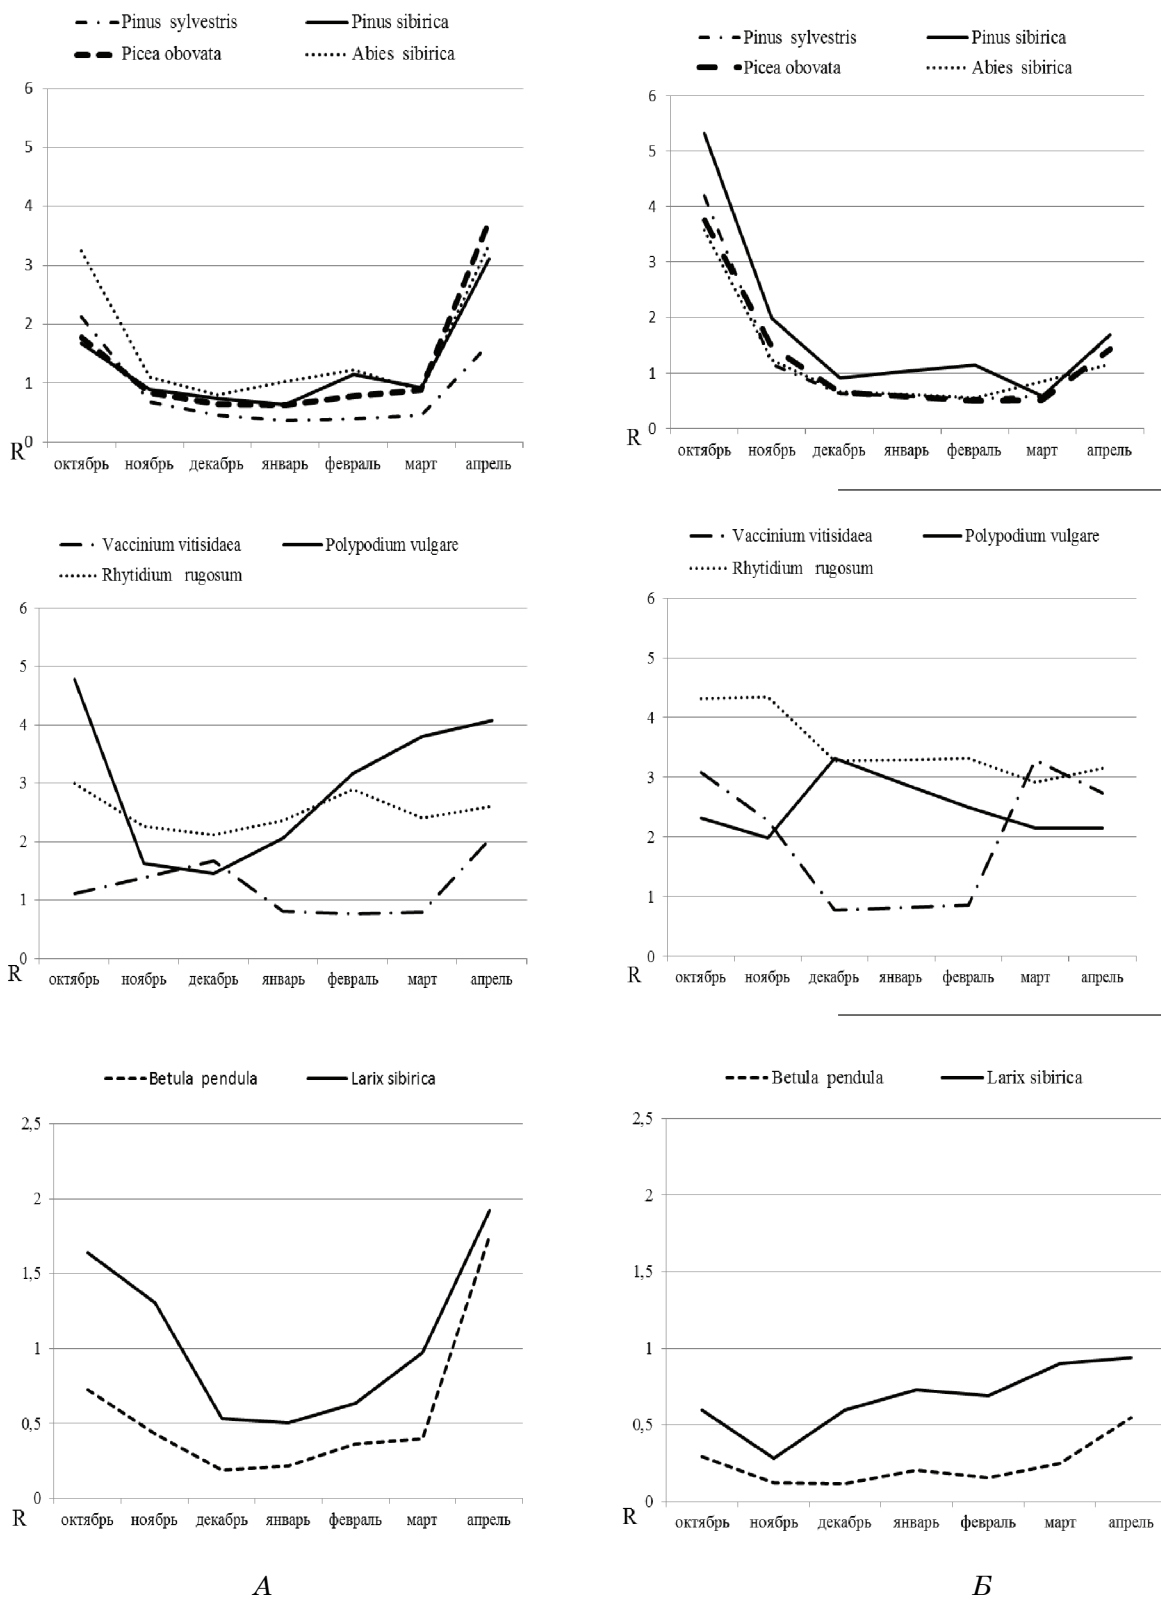 Pinus sylvestris Pinus sibirica
Picea obovata Abies sibirica
6
5
4
3
2
1
0
R
октябрь ноябрь декабрь январь февраль март апрель
Pinus sylvestris Pinus sibirica
Picea obovata Abies sibirica
6
5
4
3
2
1
0
R
октябрь ноябрь декабрь январь февраль март апрель
Vaccinium vitisidaea Polypodium vulgare
Rhytidium rugosum
6
5
4
3
2
1
0
R
октябрь ноябрь декабрь январь февраль март апрель
Vaccinium vitisidaea Polypodium vulgare
Rhytidium rugosum
6
5
4
3
2
1
0
R
октябрь ноябрь декабрь январь февраль март апрель
Betula pendula Larix sibirica
2,5
2
1,5
1
0,5
0
R
октябрь ноябрь декабрь январь февраль март апрель
Betula pendula Larix sibirica
2,5
2
1,5
1
0,5
0
R
октябрь ноябрь декабрь январь февраль март апрель
А Б